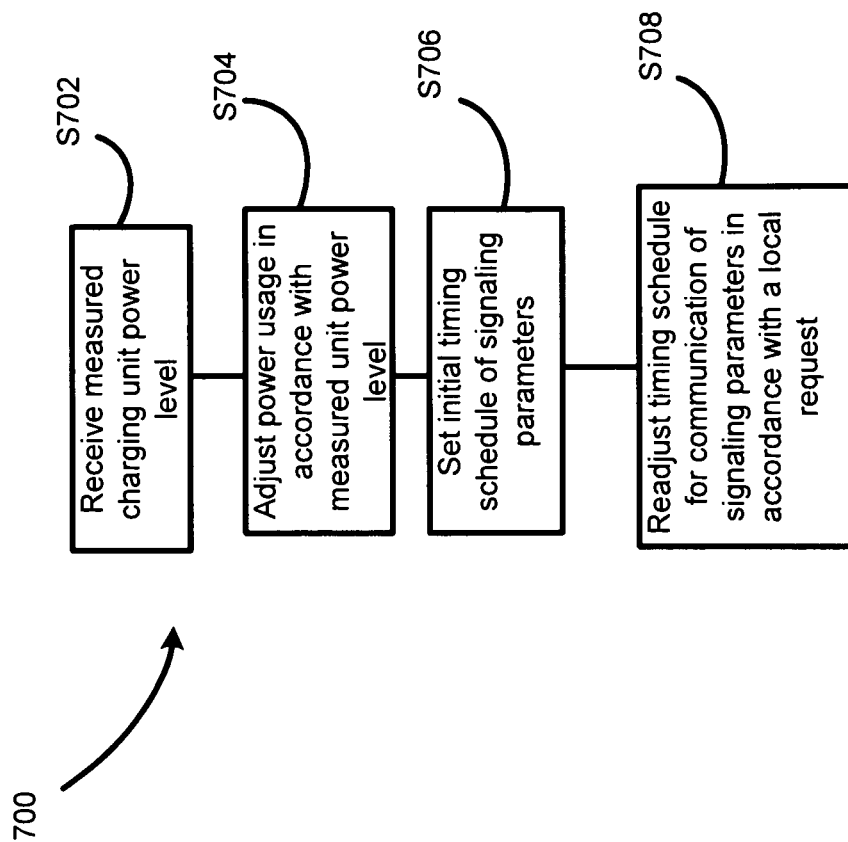 700
S702
Receive measured
charging unit power
level
S704
Adjust power usage in
accordance with
measured unit power
level
S706
Set initial timing
schedule of signaling
parameters
S708
Readjust timing schedule
for communication of
signaling parameters in
accordance with a local
request